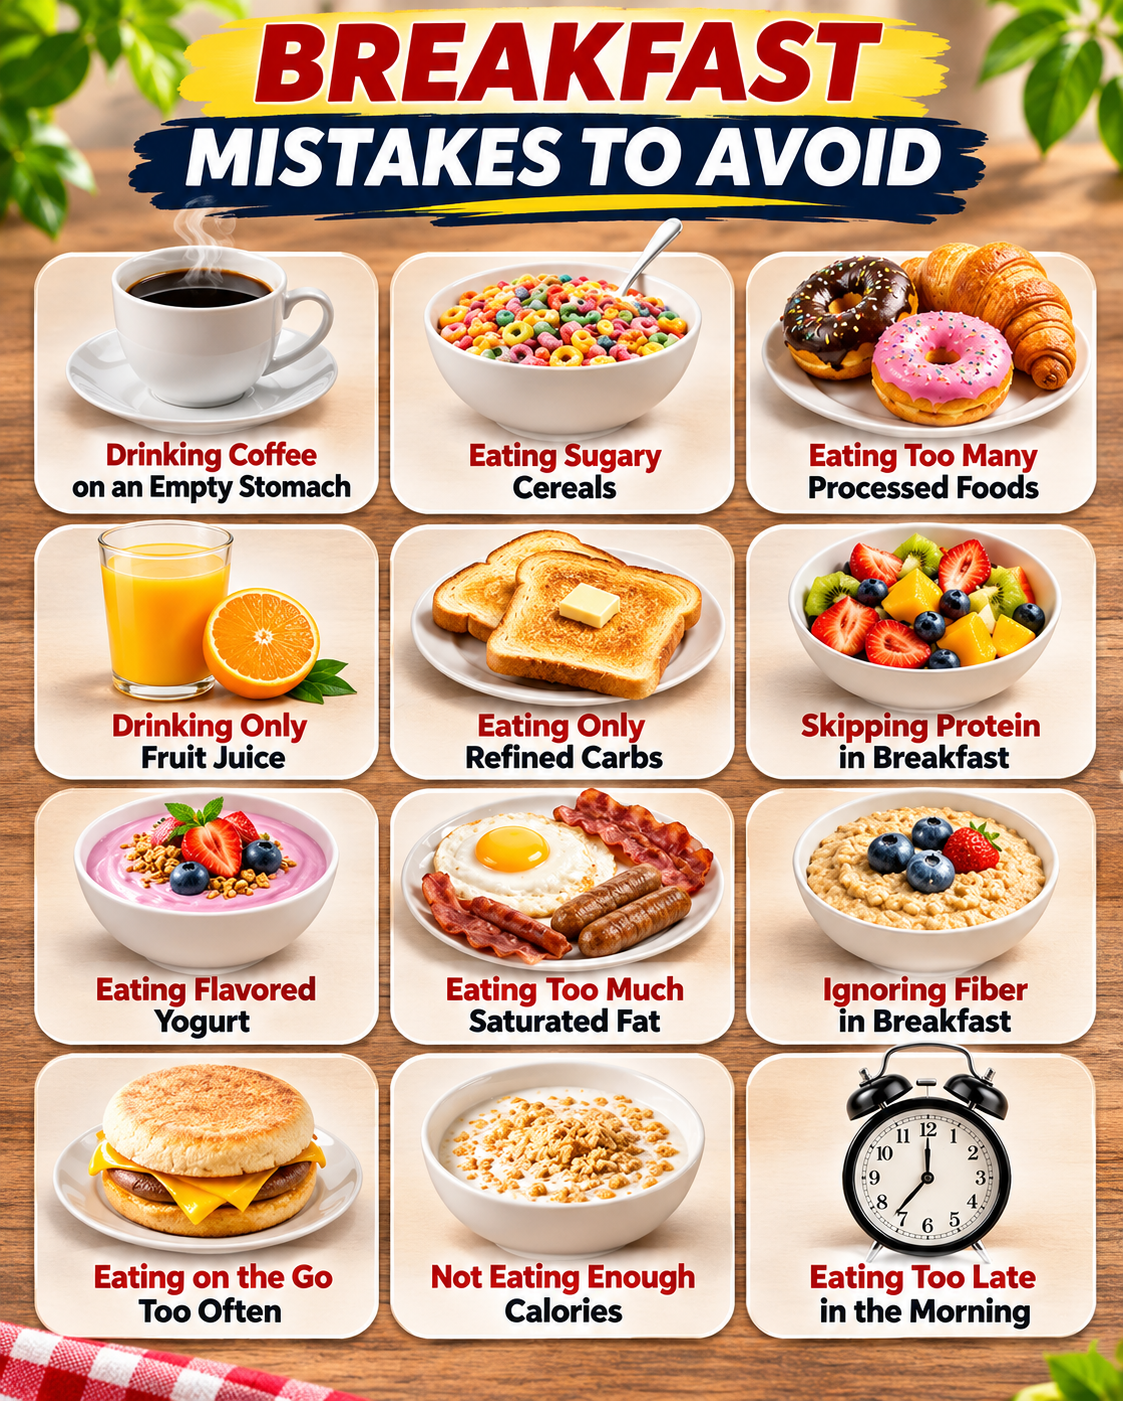 BREAKFAST
MISTAKES TO AVOID
Drinking Coffee
on an Empty Stomach
Eating Sugary
Cereals
Eating Too Many
Processed Foods
Drinking Only
Fruit Juice
Eating Only
Refined Carbs
Skipping Protein
in Breakfast
Eating Flavored
Yogurt
Eating Too Much
Saturated Fat
Ignoring Fiber
in Breakfast
Eating on the Go
Too Often
Not Eating Enough
Calories
12
11 1
10 2
9 3
8 4
7 5
6
Eating Too Late
in the Morning